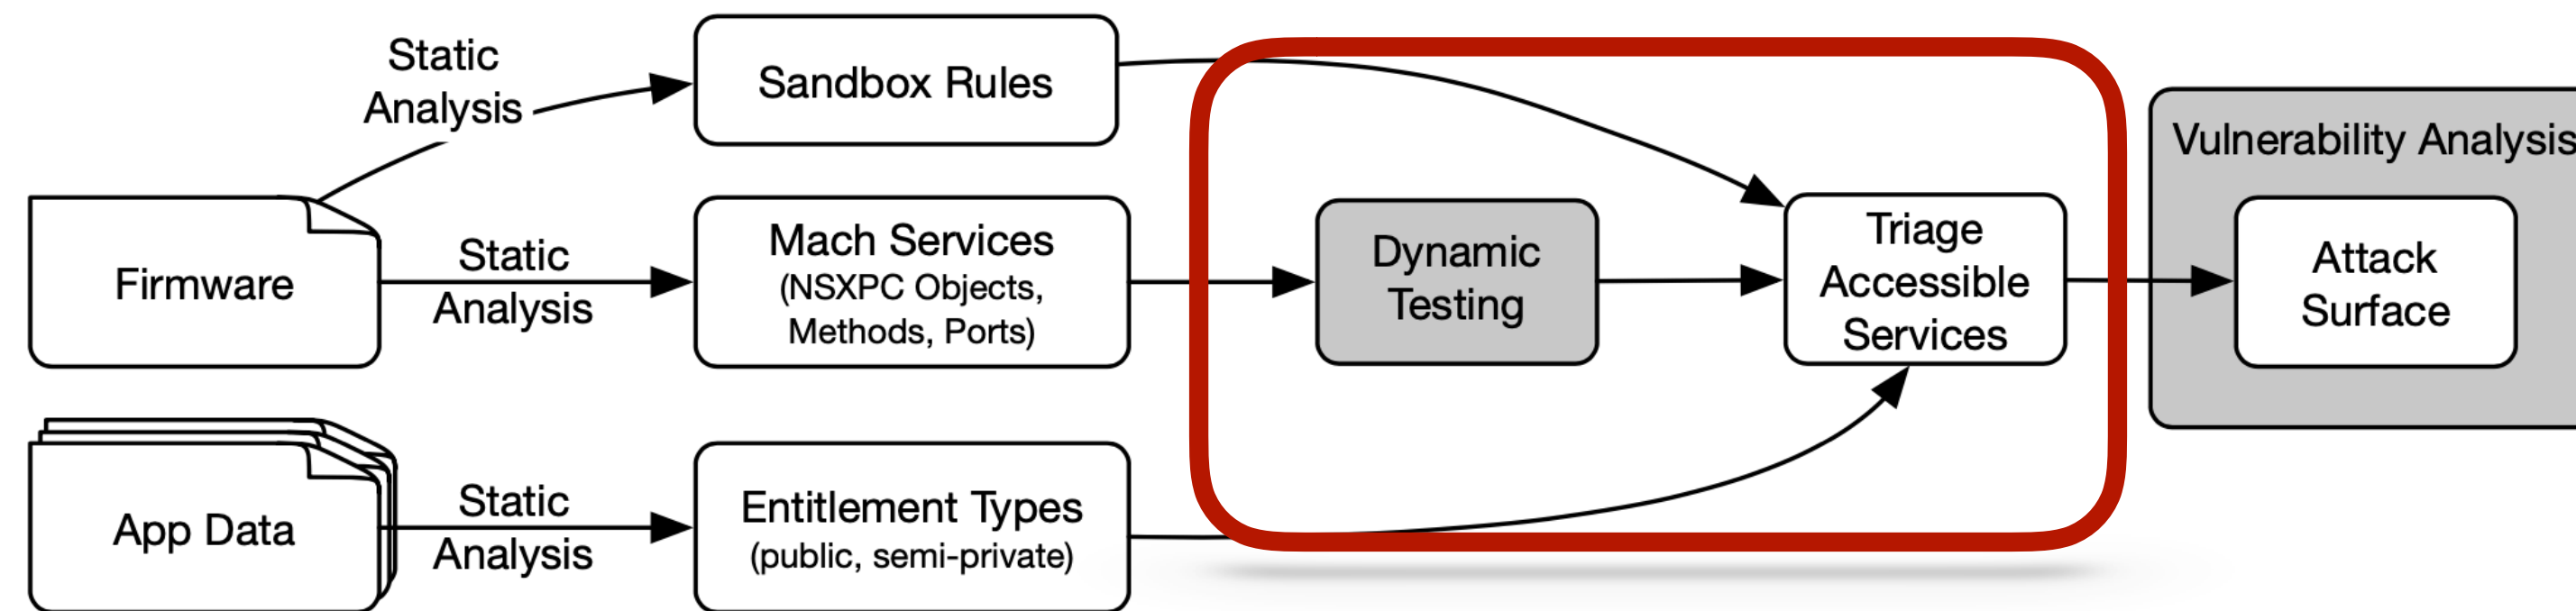 Static
Analysis
Sandbox Rules
Firmware
Static
Analysis
Mach Services
(NSXPC Objects,
Methods, Ports)
Dynamic
Testing
Triage
Accessible
Services
Vulnerability Analysis
Attack
Surface
App Data
Static
Analysis
Entitlement Types
(public, semi-private)